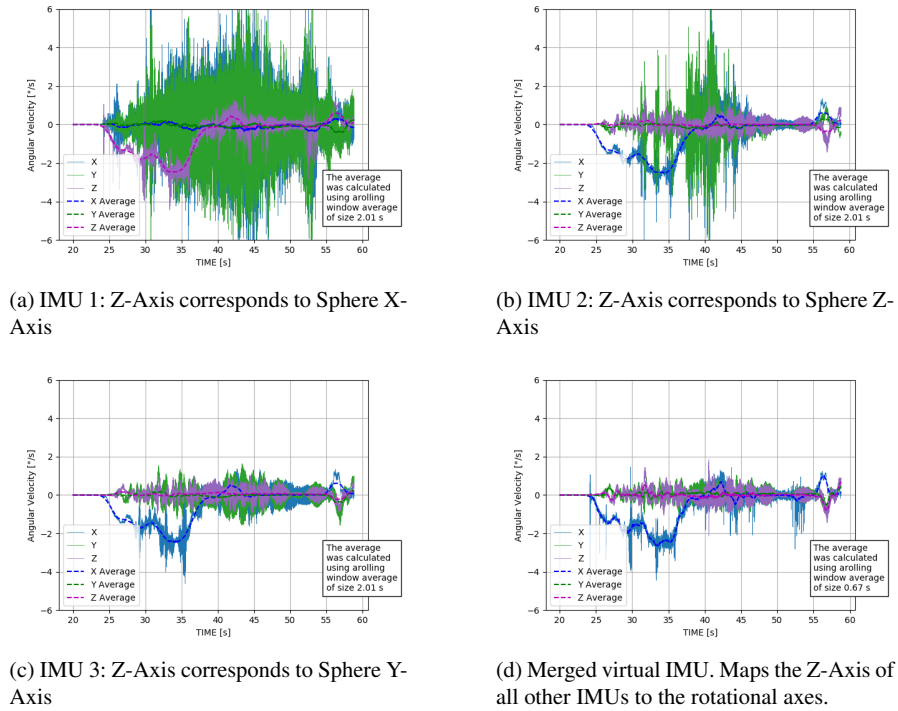 6
4
2
0
−2
−4
−6
Angular Velocity [°/s]
X
Y
Z
X Average
Y Average
Z Average
The average
was calculated
using arolling
window average
of size 2.01 s
20 25 30 35 40 45 50 55 60
TIME [s]
(a) IMU 1: Z-Axis corresponds to Sphere X-
Axis
6
4
2
0
−2
−4
−6
Angular Velocity [°/s]
X
Y
Z
X Average
Y Average
Z Average
The average
was calculated
using arolling
window average
of size 2.01 s
20 25 30 35 40 45 50 55 60
TIME [s]
(b) IMU 2: Z-Axis corresponds to Sphere Z-
Axis
6
4
2
0
−2
−4
−6
Angular Velocity [°/s]
X
Y
Z
X Average
Y Average
Z Average
The average
was calculated
using arolling
window average
of size 2.01 s
20 25 30 35 40 45 50 55 60
TIME [s]
(c) IMU 3: Z-Axis corresponds to Sphere Y-
Axis
6
4
2
0
−2
−4
−6
Angular Velocity [°/s]
X
Y
Z
X Average
Y Average
Z Average
The average
was calculated
using arolling
window average
of size 0.67 s
20 25 30 35 40 45 50 55 60
TIME [s]
(d) Merged virtual IMU. Maps the Z-Axis of
all other IMUs to the rotational axes.